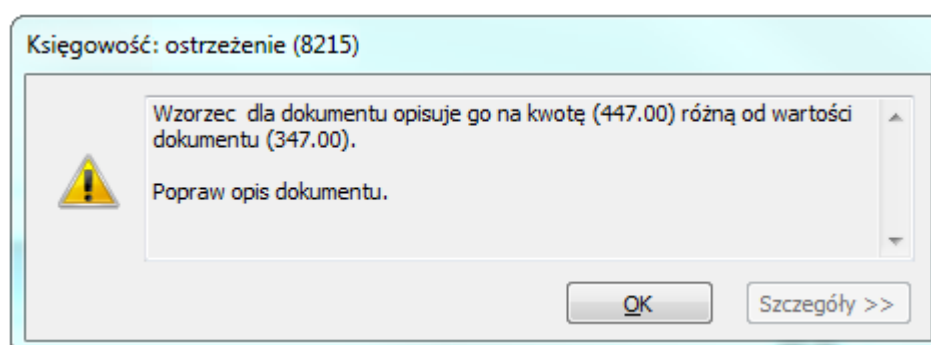 Księgowość: ostrzeżenie (8215)
Wzorzec dla dokumentu opisuje go na kwotę (447.00) różną od wartości
dokumentu (347.00).
Popraw opis dokumentu.
OK
Szczegóły >>